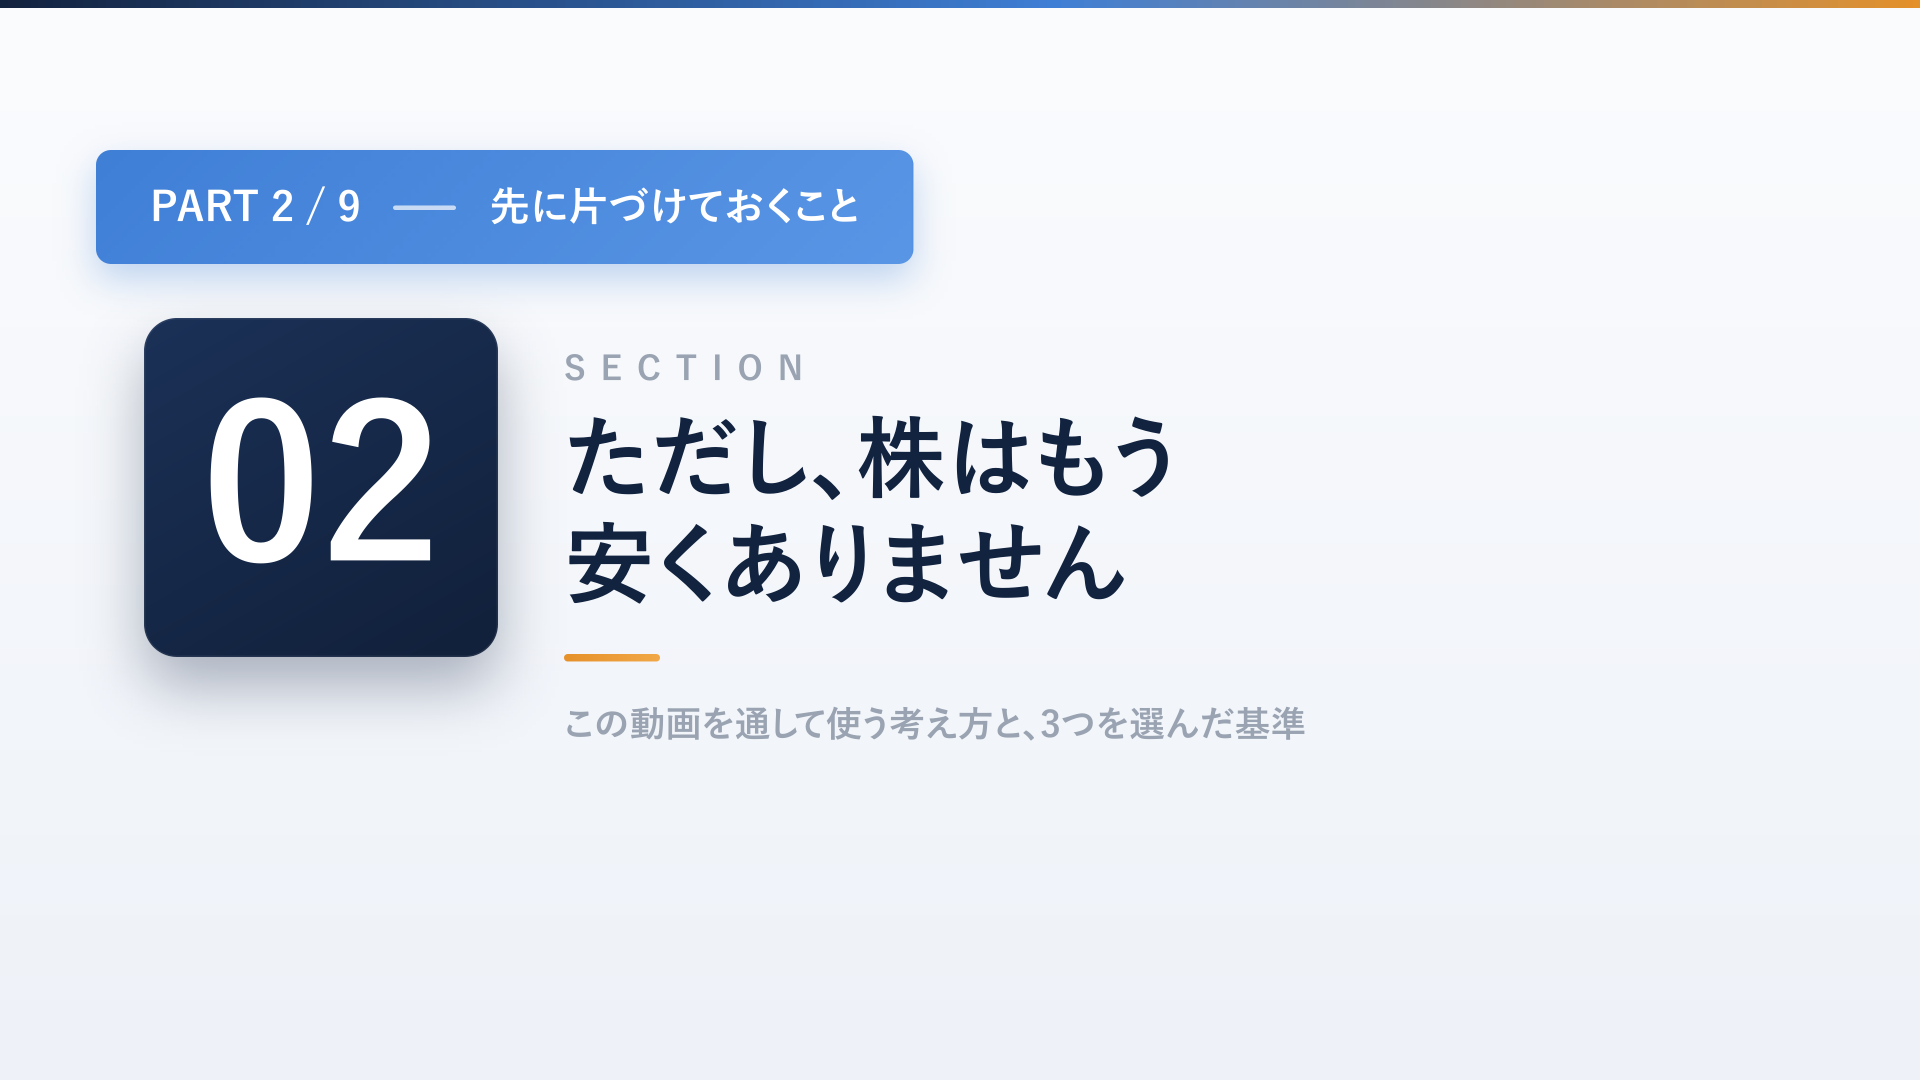 PART 2 / 9 — 先に片づけておくこと
02
SECTION
ただし、株はもう
安くありません
この動画を通して使う考え方と、3つを選んだ基準